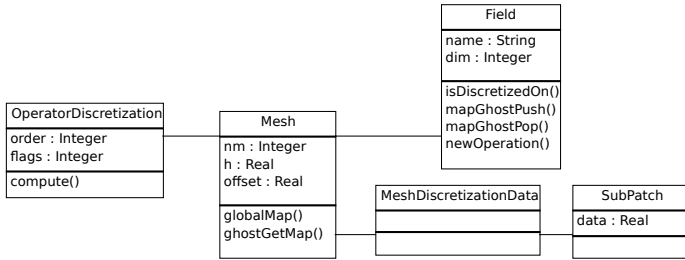 Field
name : String
dim : Integer
isDiscretizedOn()
mapGhostPush()
mapGhostPop()
newOperation()
OperatorDiscretization
order : Integer
flags : Integer
compute()
Mesh
nm : Integer
h : Real
offset : Real
globalMap()
ghostGetMap()
MeshDiscretizationData
SubPatch
data : Real